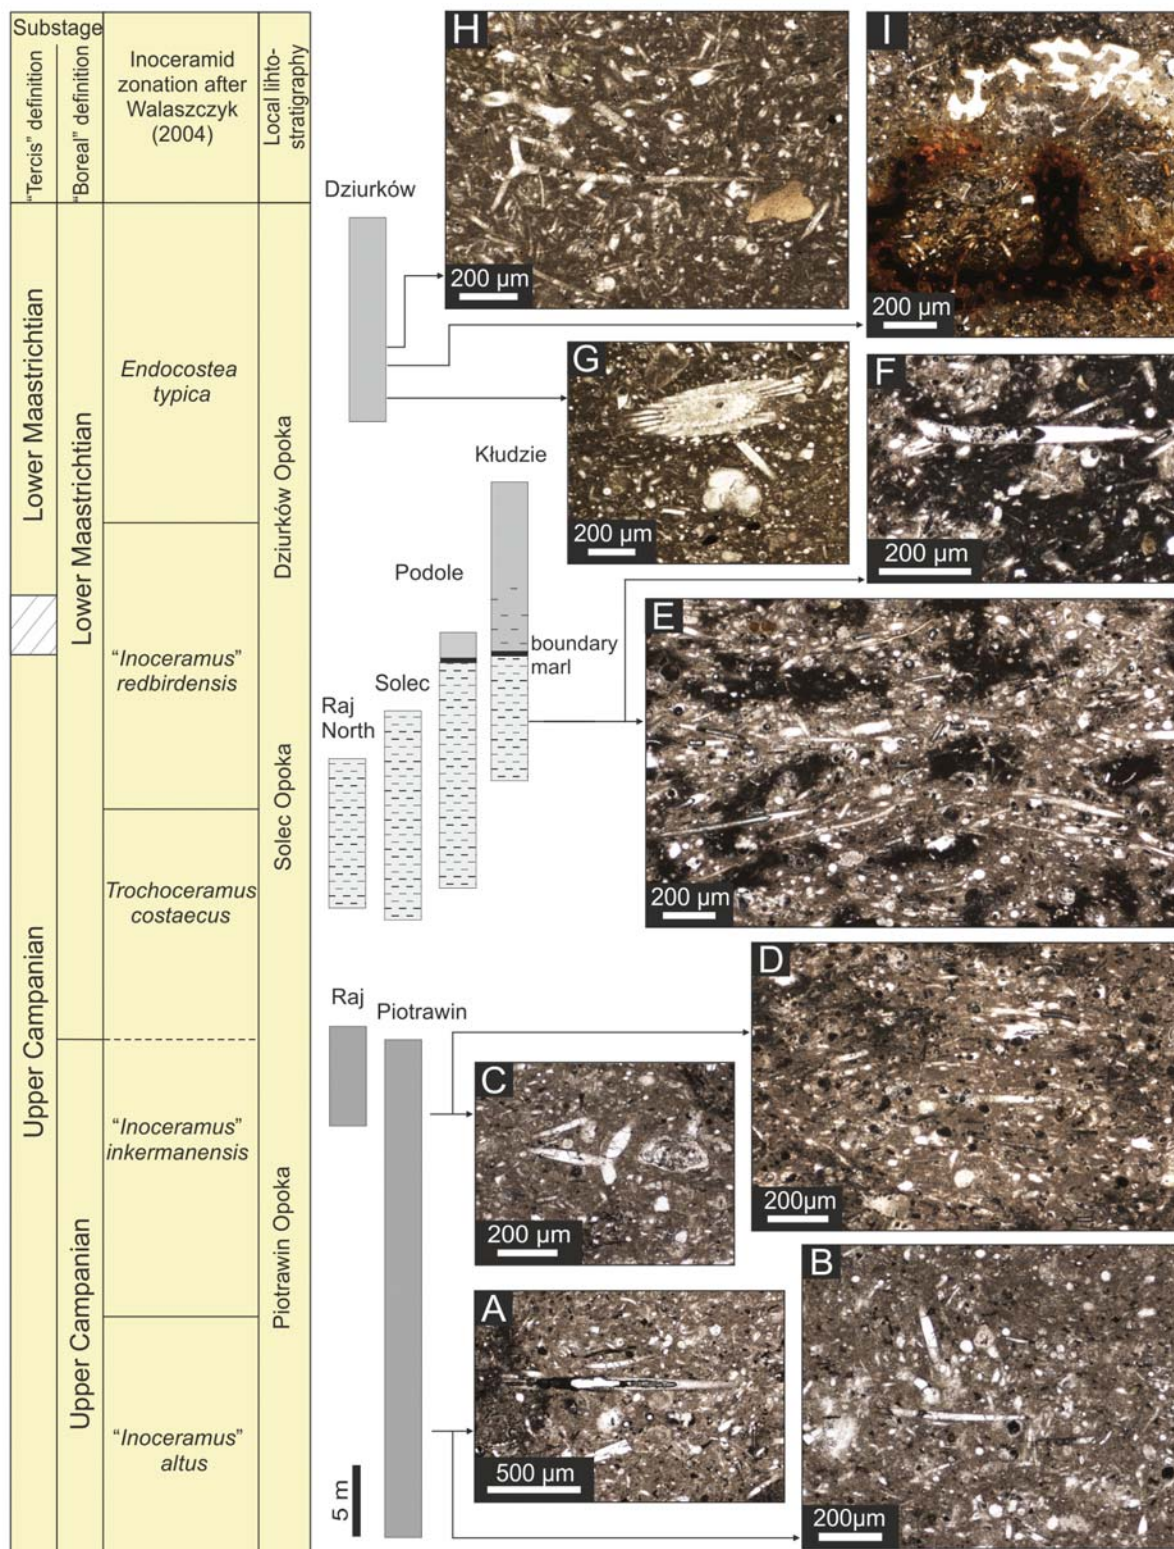 Substage
"Tercis" definition
"Boreal" definition
Inoceramid
zonation after
Walaszczyk
(2004)
Local lihto-
stratigraphy
Lower Maastrichtian
Upper Campanian
Lower Maastrichtian
Upper Campanian
Endocostea
typica
"Inoceramus"
redbirdensis
Trochoceramus
costaecus
"Inoceramus"
inkermanensis
"Inoceramus"
altus
Dziurków Opoka
Solec Opoka
Piotrawin Opoka
Dziurków
Kłudzie
Podole
boundary
marl
Solec
Raj
North
Raj
Piotrawin
5 m
H
200 µm
I
200 µm
G
200 µm
F
200 µm
E
200 µm
D
200µm
C
200 µm
A
500 µm
B
200µm